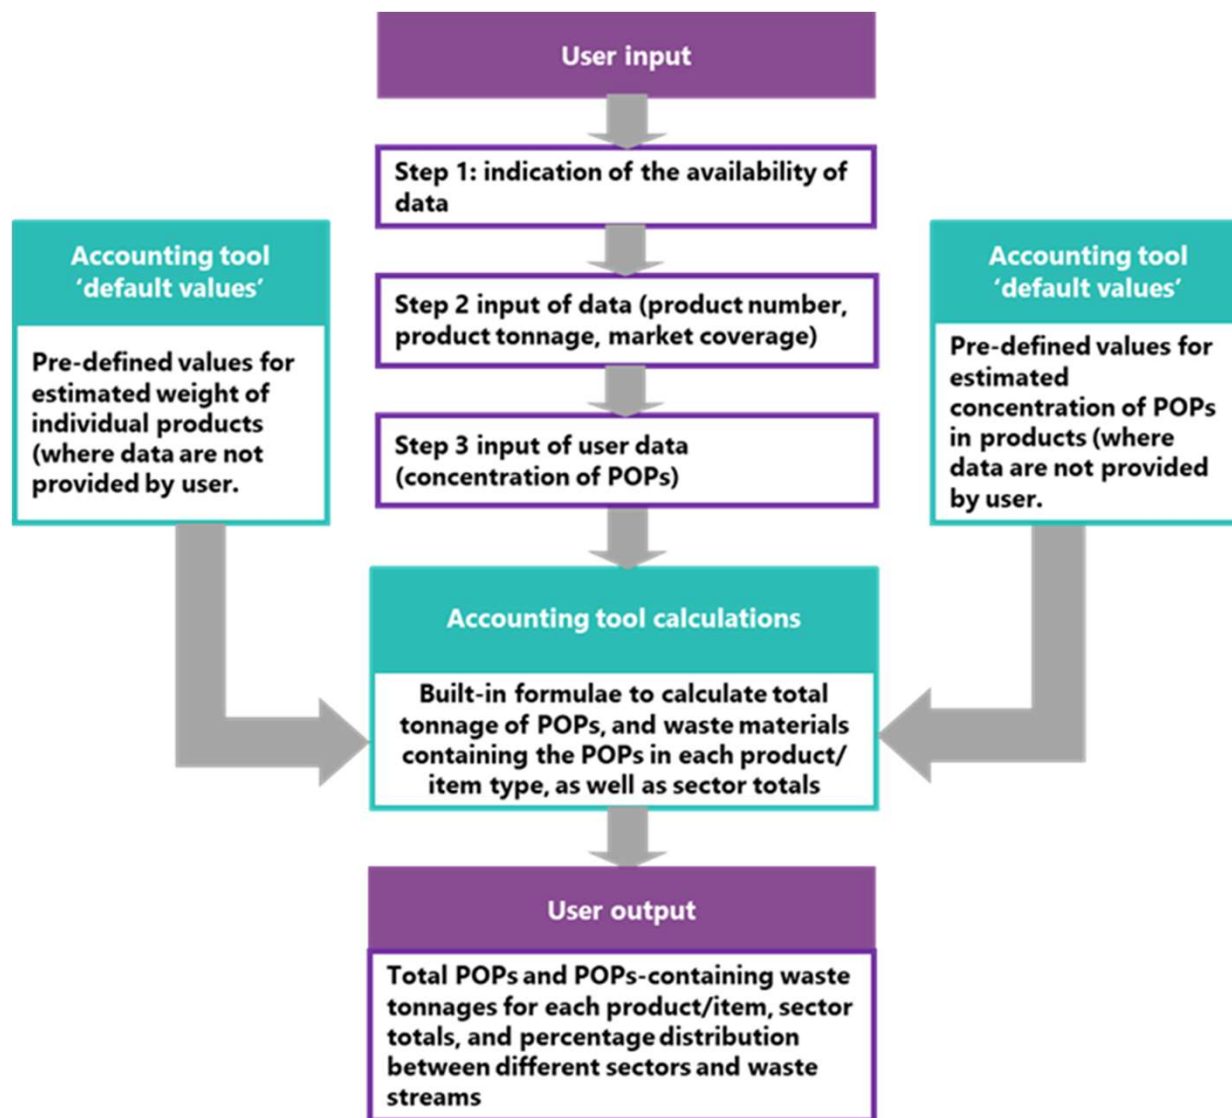 User input
Step 1: indication of the availability of
data
Accounting tool
'default values'
Pre-defined values for
estimated weight of
individual products
(where data are not
provided by user.
Step 2 input of data (product number,
product tonnage, market coverage)
Step 3 input of user data
(concentration of POPs)
Accounting tool
'default values'
Pre-defined values for
estimated
concentration of POPs
in products (where
data are not provided
by user.
Accounting tool calculations
Built-in formulae to calculate total
tonnage of POPs, and waste materials
containing the POPs in each product/
item type, as well as sector totals
User output
Total POPs and POPs-containing waste
tonnages for each product/item, sector
totals, and percentage distribution
between different sectors and waste
streams